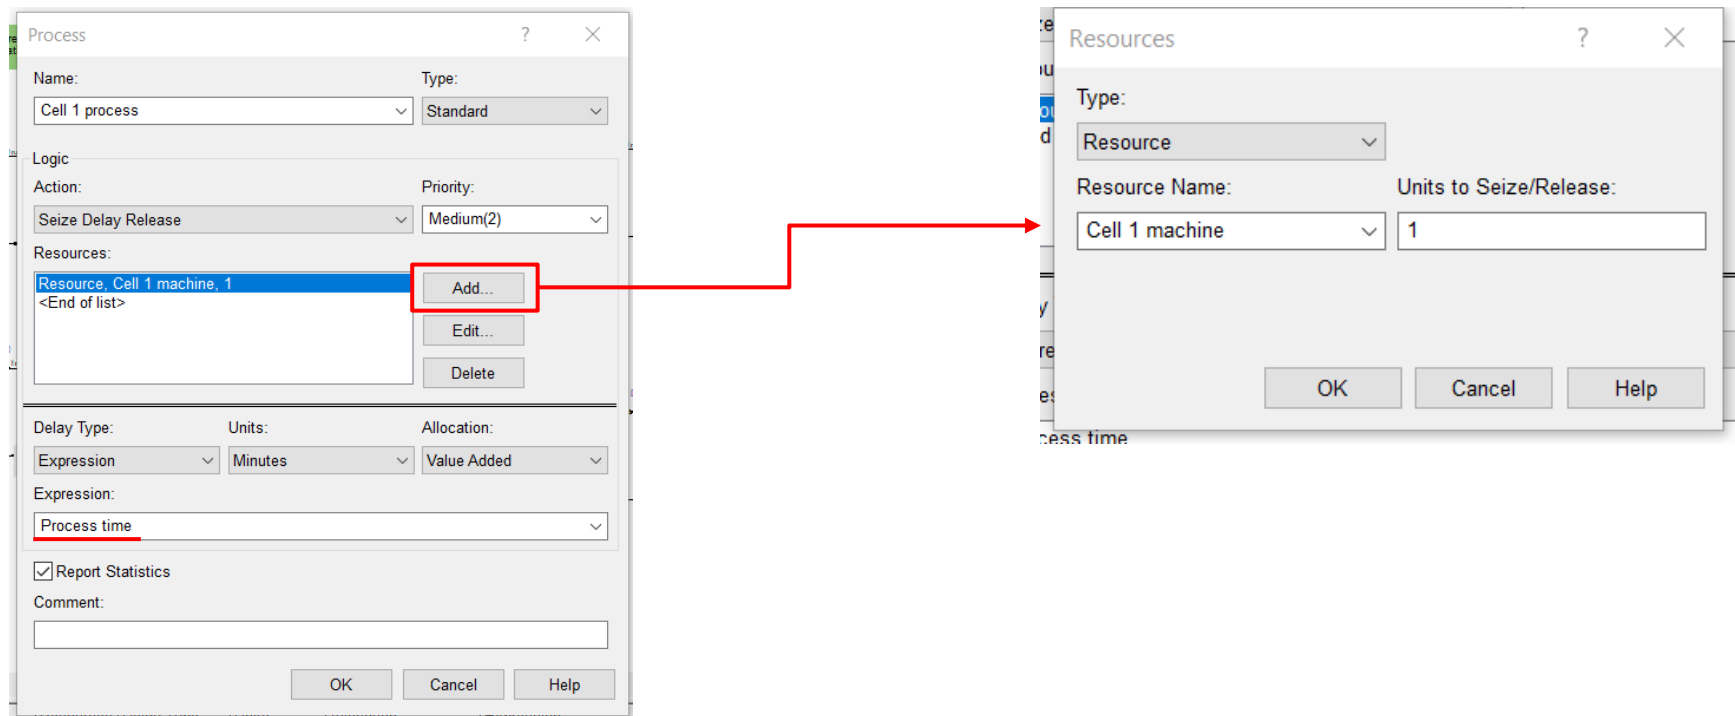 Process
?
Name:
Type:
Cell 1 process
Standard
Logic
Action:
Priority:
Seize Delay Release
Medium(2)
Resources:
Resource, Cell 1 machine, 1
<End of list>
Add...
Edit...
Delete
Delay Type:
Units:
Allocation:
Expression
Minutes
Value Added
Expression:
Process time
Report Statistics
Comment:
OK
Cancel
Help
Resources
?
Type:
Resource
Resource Name:
Units to Seize/Release:
Cell 1 machine
1
OK
Cancel
Help
cess time